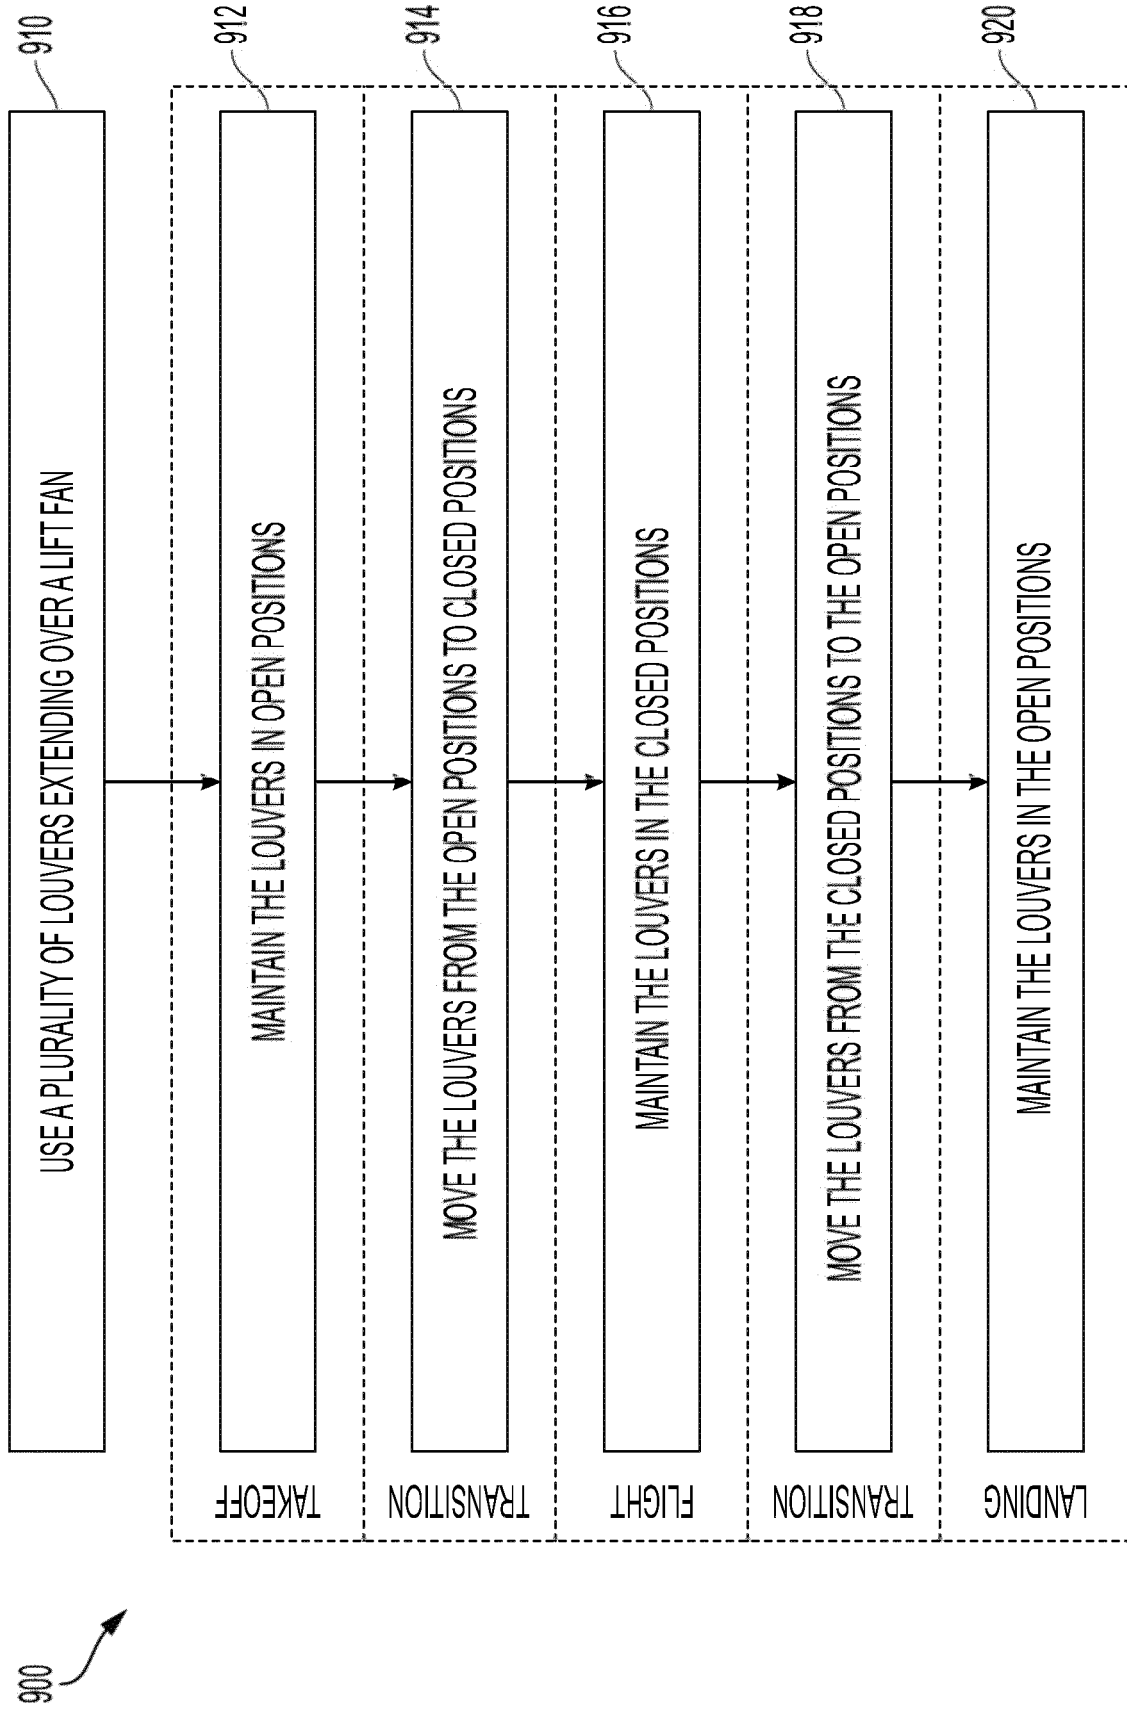 900
USE A PLURALITY OF LOUVERS EXTENDING OVER A LIFT FAN
910
TAKEOFF
MAINTAIN THE LOUVERS IN OPEN POSITIONS
912
TRANSITION
MOVE THE LOUVERS FROM THE OPEN POSITIONS TO CLOSED POSITIONS
914
FLIGHT
MAINTAIN THE LOUVERS IN THE CLOSED POSITIONS
916
TRANSITION
MOVE THE LOUVERS FROM THE CLOSED POSITIONS TO THE OPEN POSITIONS
918
LANDING
MAINTAIN THE LOUVERS IN THE OPEN POSITIONS
920